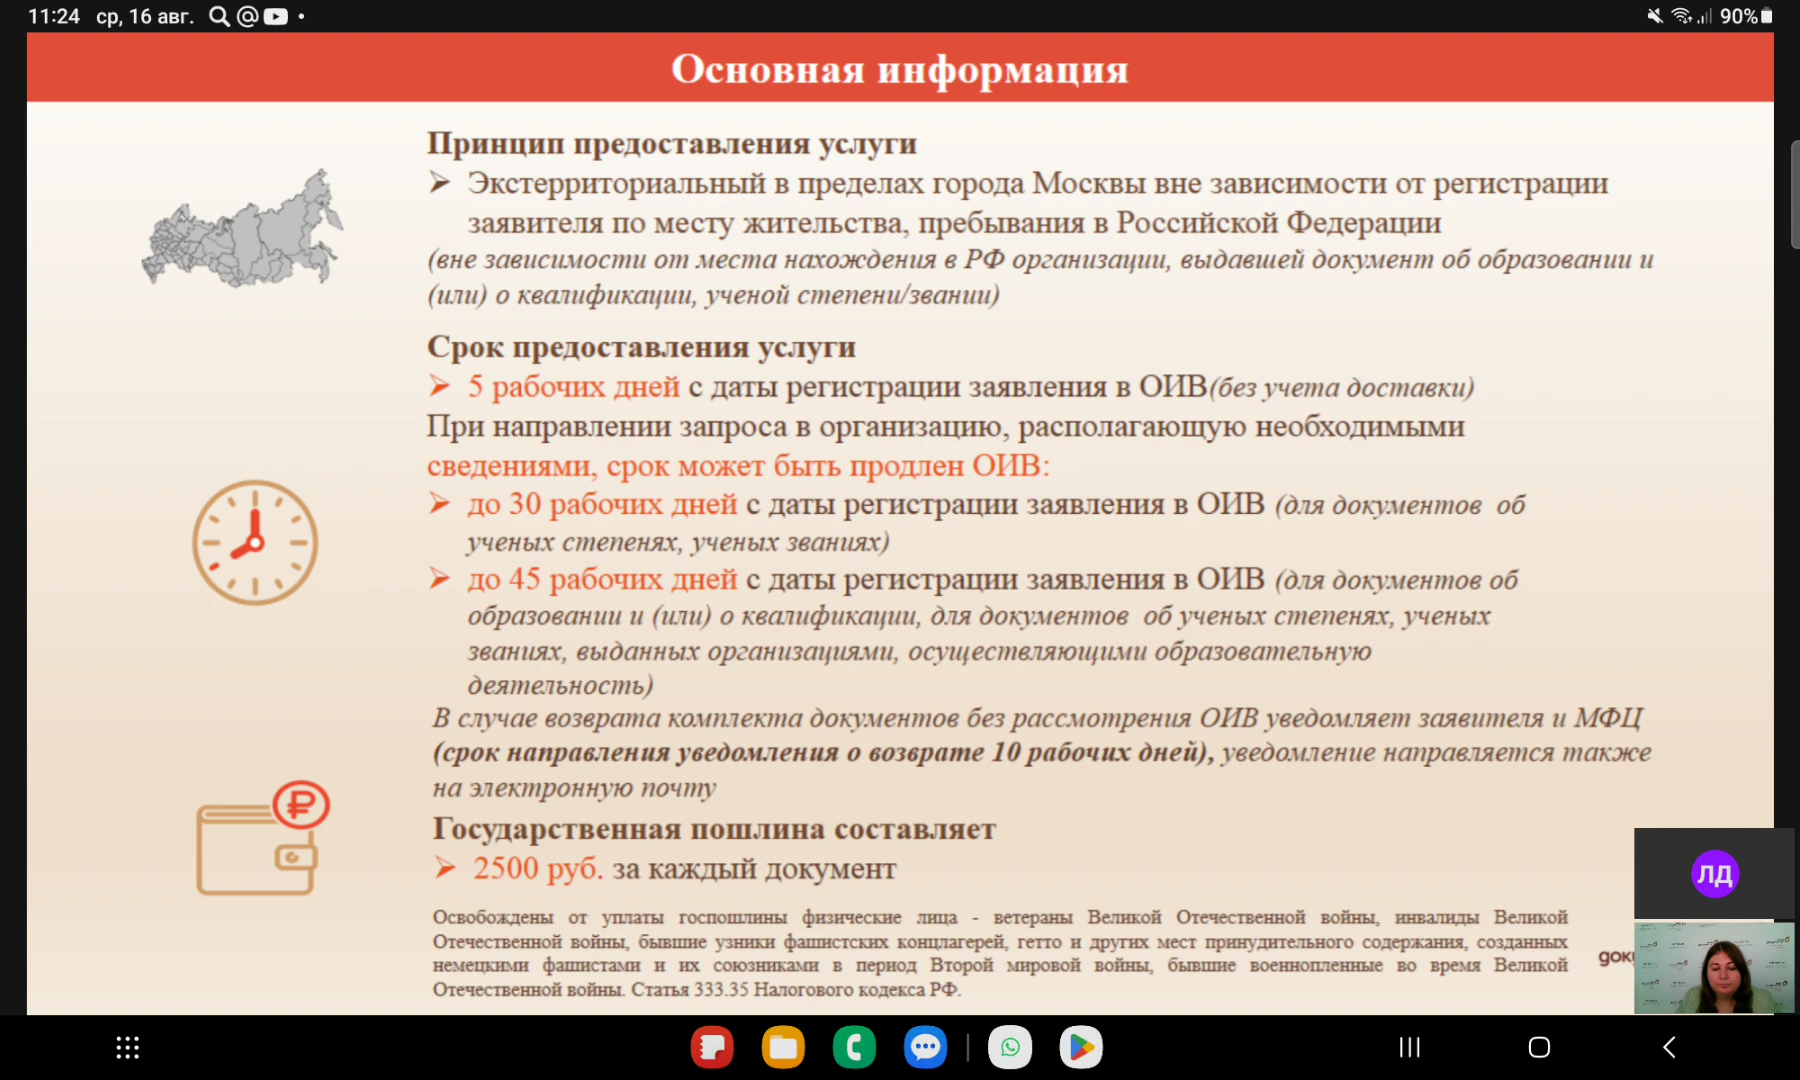 11:24 ср, 16 авг.
90%
Основная информация
Принцип предоставления услуги
Экстерриториальный в пределах города Москвы вне зависимости от регистрации
заявителя по месту жительства, пребывания в Российской Федерации
(вне зависимости от места нахождения в РФ организации, выдавшей документ об образовании и
(или) о квалификации, ученой степени/звании)
Срок предоставления услуги
5 рабочих дней с даты регистрации заявления в ОИВ(без учета доставки)
При направлении запроса в организацию, располагающую необходимыми
сведениями, срок может быть продлен ОИВ:
до 30 рабочих дней с даты регистрации заявления в ОИВ (для документов об
ученых степенях, ученых званиях)
до 45 рабочих дней с даты регистрации заявления в ОИВ (для документов об
образовании и (или) о квалификации, для документов об ученых степенях, ученых
званиях, выданных организациями, осуществляющими образовательную
деятельность)
В случае возврата комплекта документов без рассмотрения ОИВ уведомляет заявителя и МФЦ
(срок направления уведомления о возврате 10 рабочих дней), уведомление направляется также
на электронную почту
Государственная пошлина составляет
2500 руб. за каждый документ
ЛД
Освобождены от уплаты госпошлины физические лица - ветераны Великой Отечественной войны, инвалиды Великой
Отечественной войны, бывшие узники фашистских концлагерей, гетто и других мест принудительного содержания, созданных
немецкими фашистами и их союзниками в период Второй мировой войны, бывшие военнопленные во время Великой
Отечественной войны. Статья 333.35 Налогового кодекса РФ.